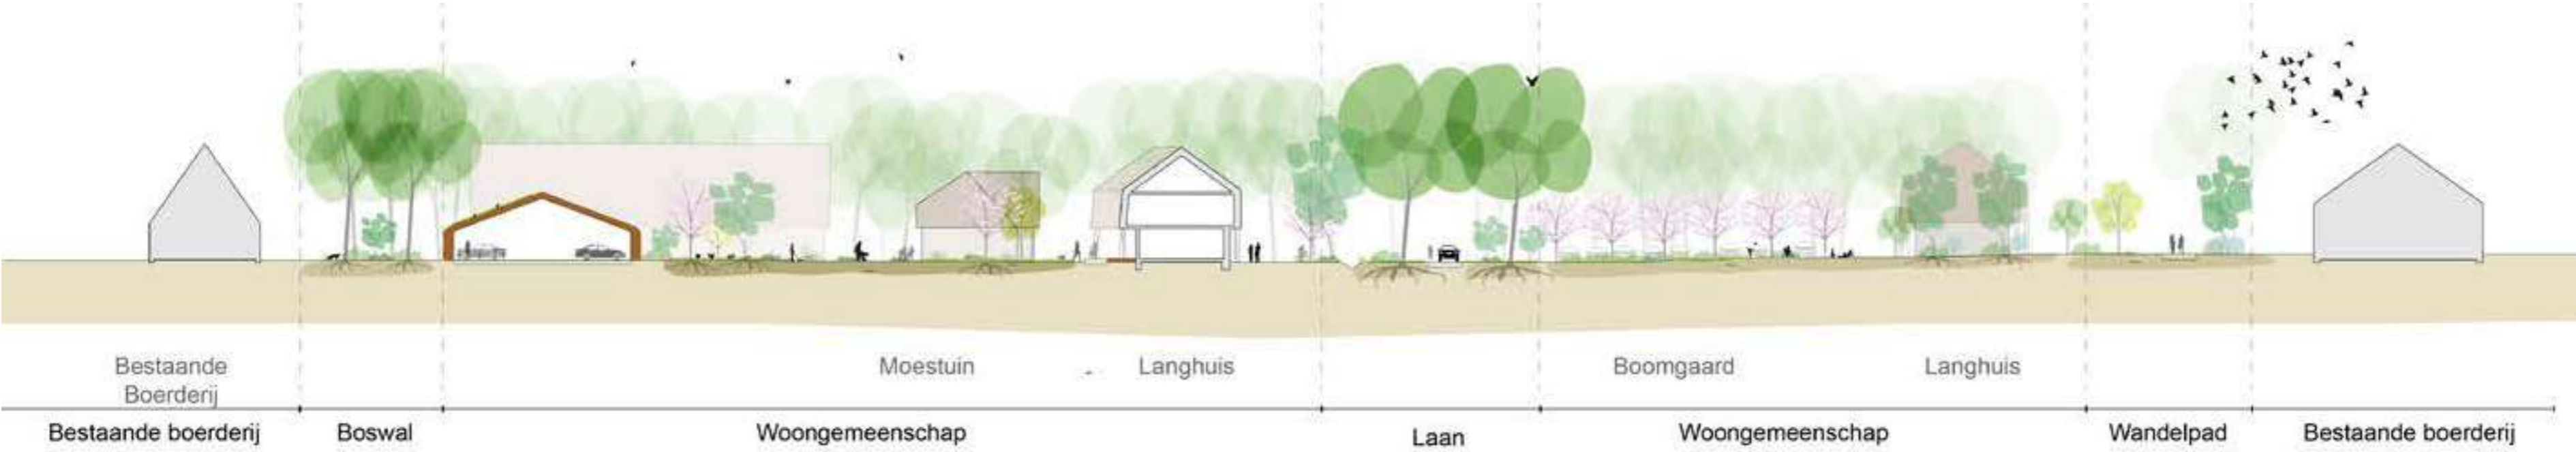 Bestaande
Boerderij
Moestuin
Langhuis
Boomgaard
Langhuis
Bestaande boerderij
Boswal
Woongemeenschap
Laan
Woongemeenschap
Wandelpad
Bestaande boerderij